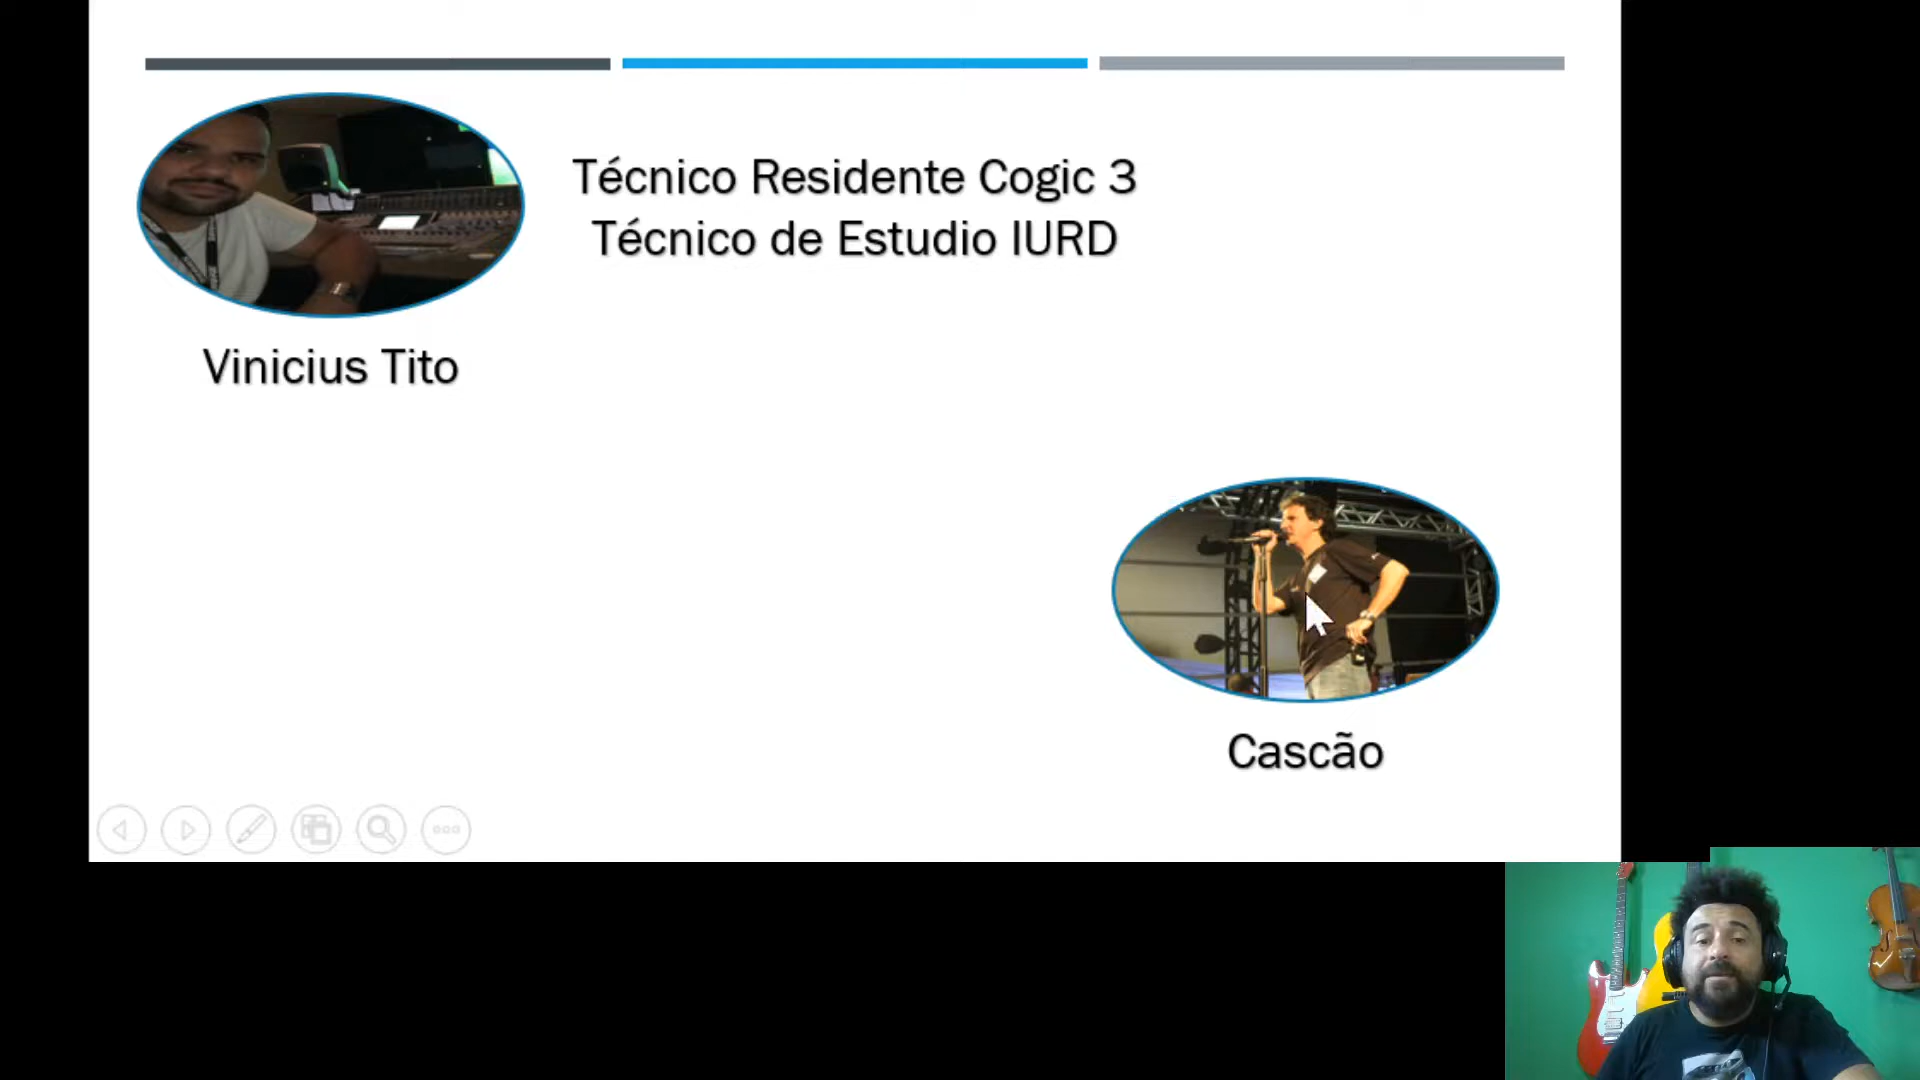 Técnico Residente Cogic 3
Técnico de Estudio IURD
Vinicius Tito
Cascão